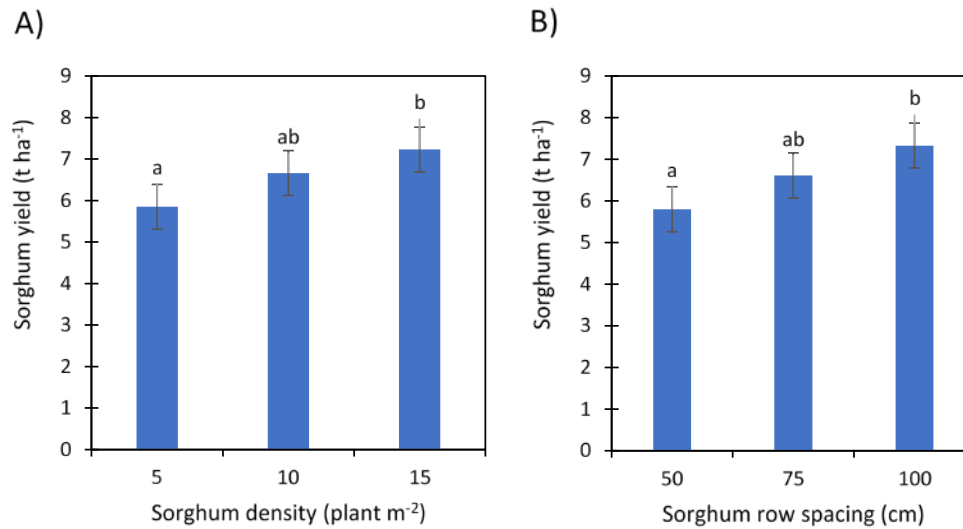 A)
Sorghum yield (t ha⁻¹)
9
8
7
6
5
4
3
2
1
0
a
ab
b
5 10 15
Sorghum density (plant m⁻²)
B)
Sorghum yield (t ha⁻¹)
9
8
7
6
5
4
3
2
1
0
a
ab
b
50 75 100
Sorghum row spacing (cm)